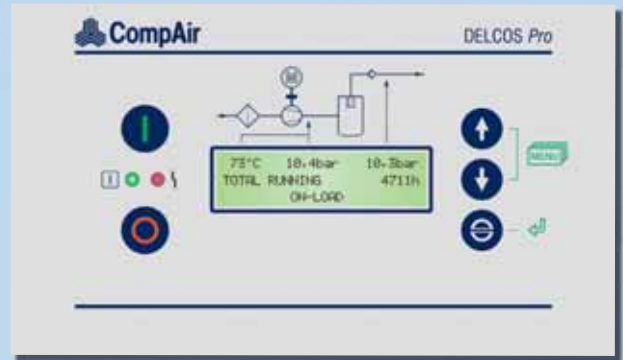 CompAir
DELCOS Pro
M
73°C 10.4bar 10.3bar
TOTAL RUNNING 4711h
ON-LOAD
MENU